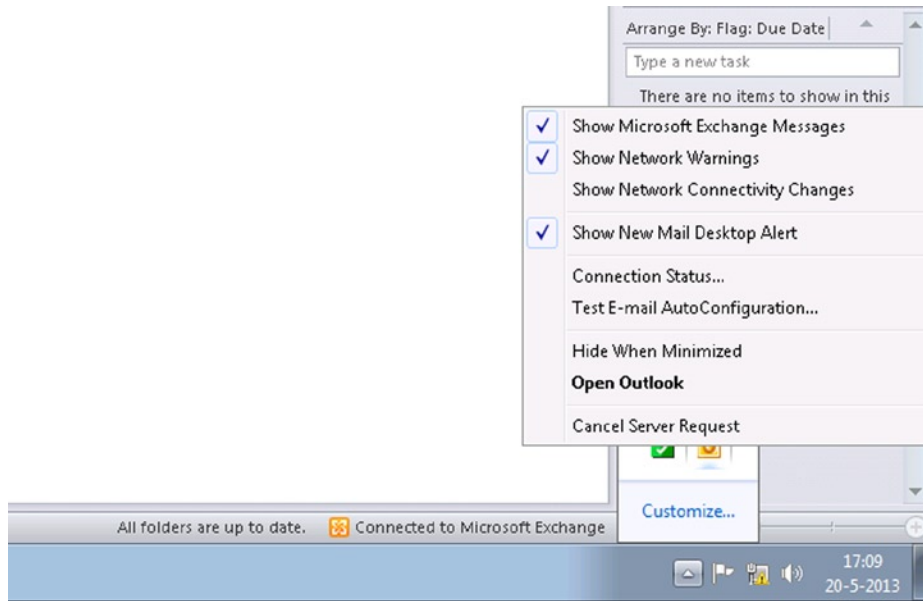 Arrange By: Flag: Due Date
Type a new task
There are no items to show in this
Show Microsoft Exchange Messages
Show Network Warnings
Show Network Connectivity Changes
Show New Mail Desktop Alert
Connection Status...
Test E-mail AutoConfiguration...
Hide When Minimized
Open Outlook
Cancel Server Request
Customize...
All folders are up to date. Connected to Microsoft Exchange
17:09
20-5-2013